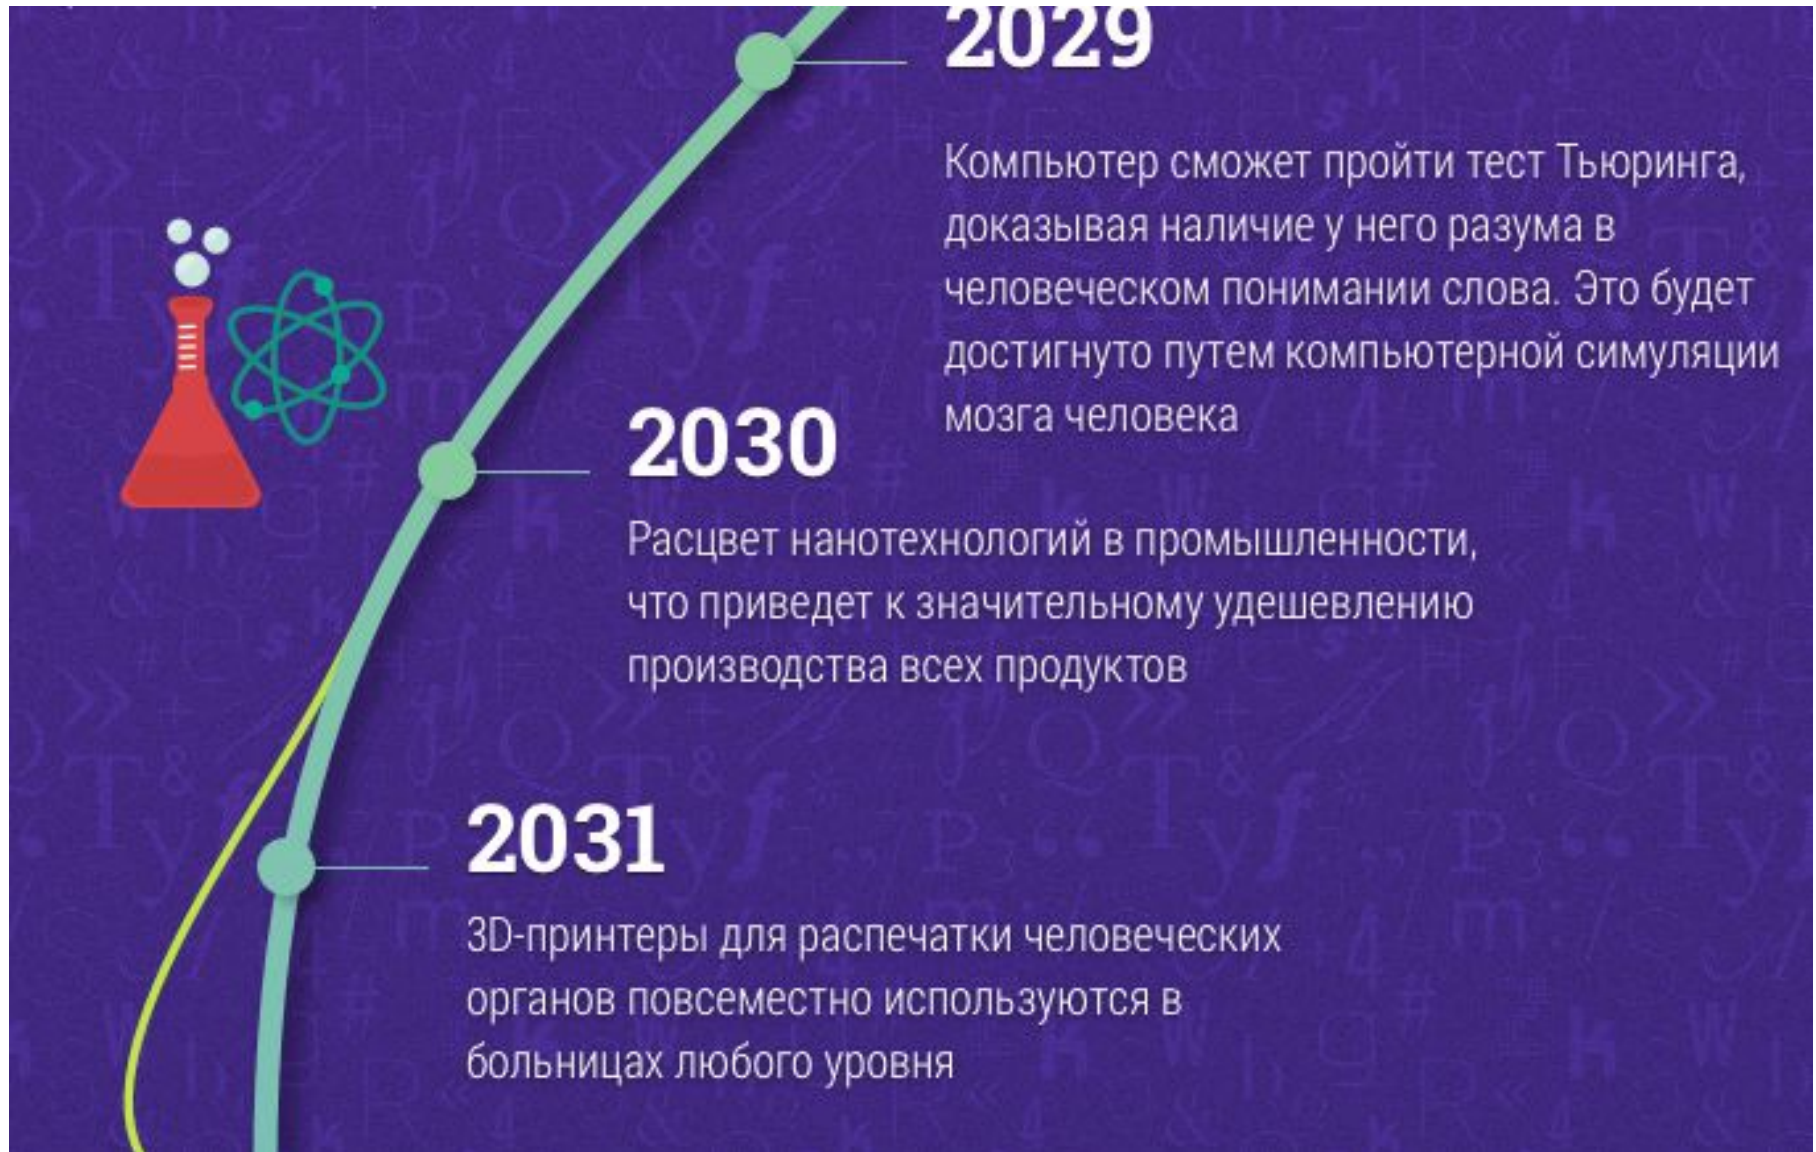 2029
Компьютер сможет пройти тест Тьюринга,
доказывая наличие у него разума в
человеческом понимании слова. Это будет
достигнуто путем компьютерной симуляции
мозга человека
2030
Расцвет нанотехнологий в промышленности,
что приведет к значительному удешевлению
производства всех продуктов
2031
3D-принтеры для распечатки человеческих
органов повсеместно используются в
больницах любого уровня